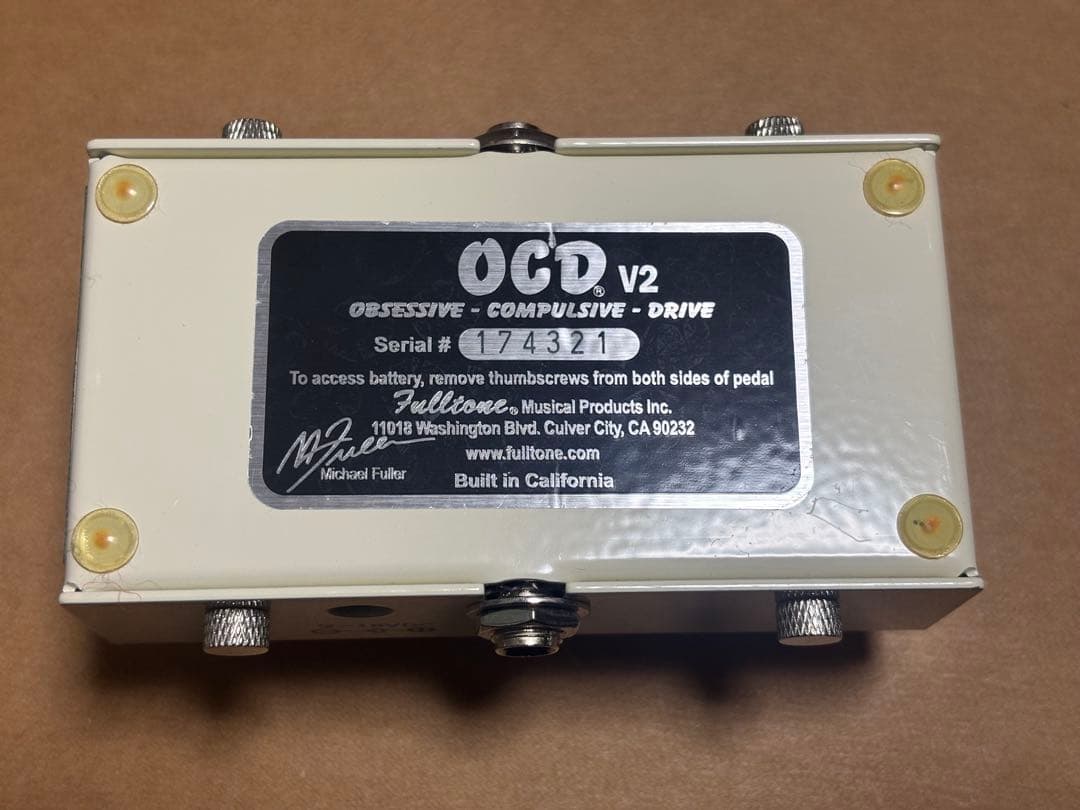 OCD® V2
OBSESSIVE - COMPULSIVE - DRIVE
Serial # 174321
To access battery, remove thumbscrews from both sides of pedal
Fulltone® Musical Products Inc.
11018 Washington Blvd. Culver City, CA 90232
www.fulltone.com
Michael Fuller
Built in California